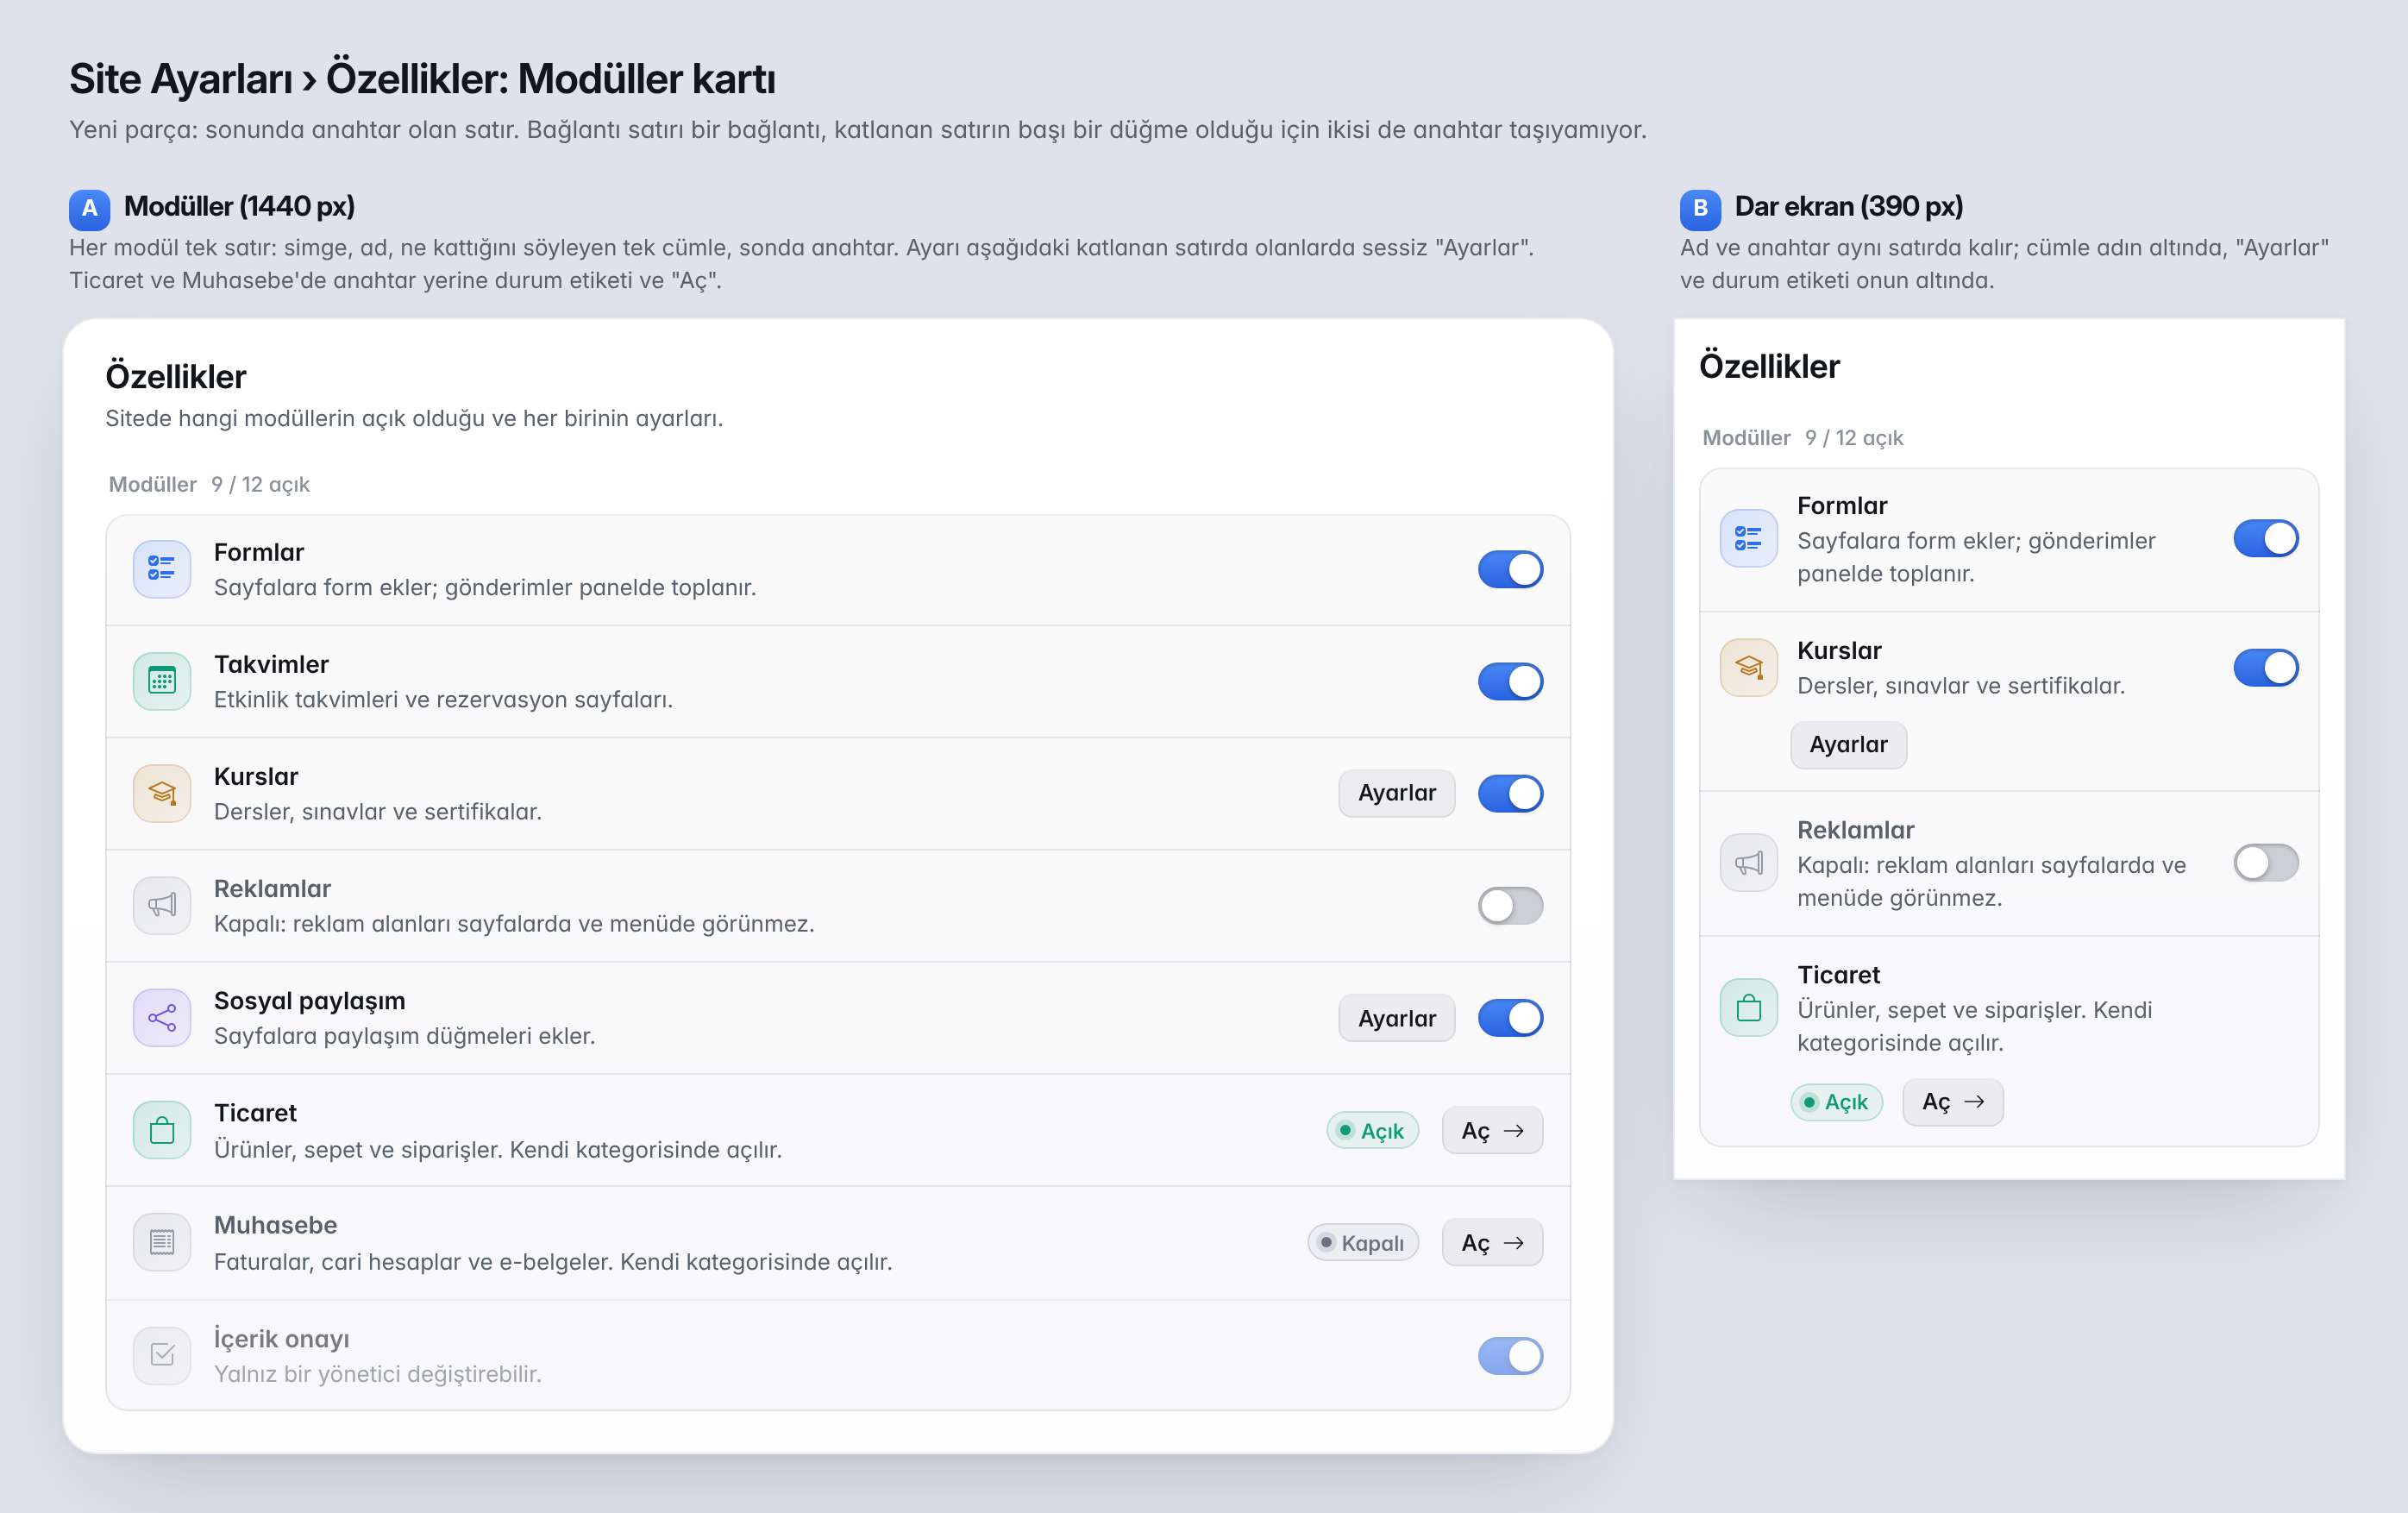 Site Ayarları › Özellikler: Modüller kartı
Yeni parça: sonunda anahtar olan satır. Bağlantı satırı bir bağlantı, katlanan satırın başı bir düğme olduğu için ikisi de anahtar taşıyamıyor.
A Modüller (1440 px)
Her modül tek satır: simge, ad, ne kattığını söyleyen tek cümle, sonda anahtar. Ayarı aşağıdaki katlanan satırda olanlarda sessiz "Ayarlar".
Ticaret ve Muhasebe'de anahtar yerine durum etiketi ve "Aç".
Özellikler
Sitede hangi modüllerin açık olduğu ve her birinin ayarları.
Modüller 9 / 12 açık
Formlar
Sayfalara form ekler; gönderimler panelde toplanır.
Takvimler
Etkinlik takvimleri ve rezervasyon sayfaları.
Kurslar
Dersler, sınavlar ve sertifikalar.
Ayarlar
Reklamlar
Kapalı: reklam alanları sayfalarda ve menüde görünmez.
Sosyal paylaşım
Sayfalara paylaşım düğmeleri ekler.
Ayarlar
Ticaret
Ürünler, sepet ve siparişler. Kendi kategorisinde açılır.
Açık Aç →
Muhasebe
Faturalar, cari hesaplar ve e-belgeler. Kendi kategorisinde açılır.
Kapalı Aç →
İçerik onayı
Yalnız bir yönetici değiştirebilir.
B Dar ekran (390 px)
Ad ve anahtar aynı satırda kalır; cümle adın altında, "Ayarlar"
ve durum etiketi onun altında.
Özellikler
Modüller 9 / 12 açık
Formlar
Sayfalara form ekler; gönderimler
panelde toplanır.
Kurslar
Dersler, sınavlar ve sertifikalar.
Ayarlar
Reklamlar
Kapalı: reklam alanları sayfalarda ve
menüde görünmez.
Ticaret
Ürünler, sepet ve siparişler. Kendi
kategorisinde açılır.
Açık Aç →